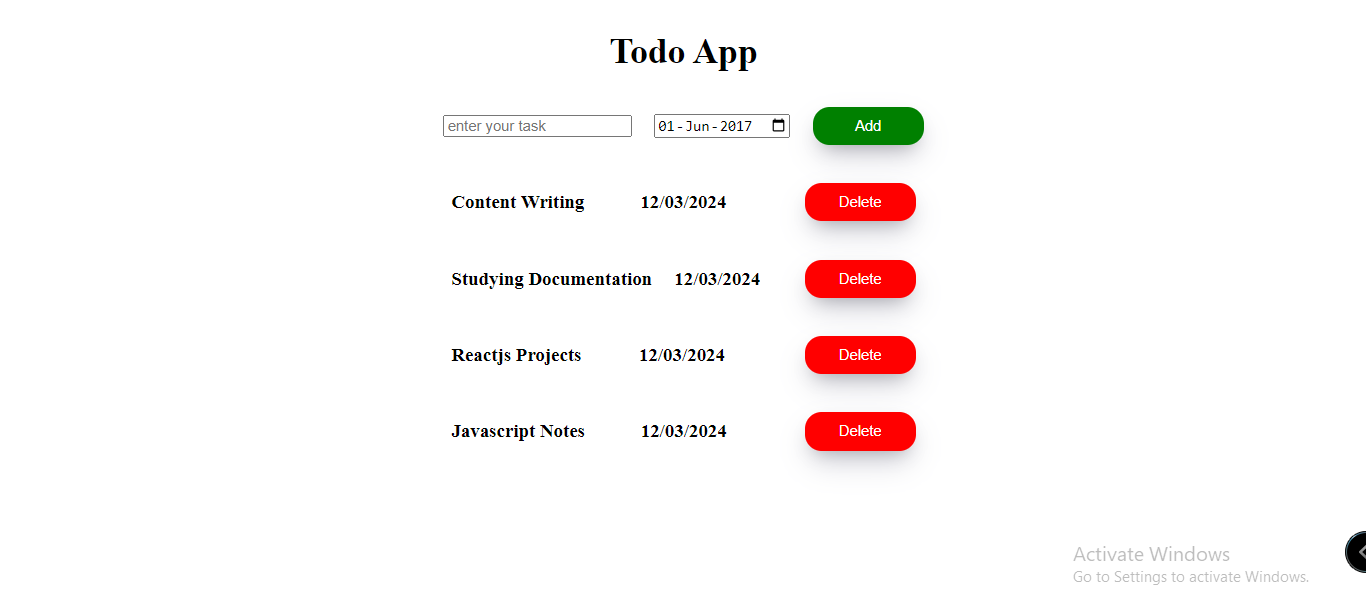 Todo App
enter your task 01-Jun-2017 Add
Content Writing 12/03/2024 Delete
Studying Documentation 12/03/2024 Delete
Reactjs Projects 12/03/2024 Delete
Javascript Notes 12/03/2024 Delete
Activate Windows
Go to Settings to activate Windows.